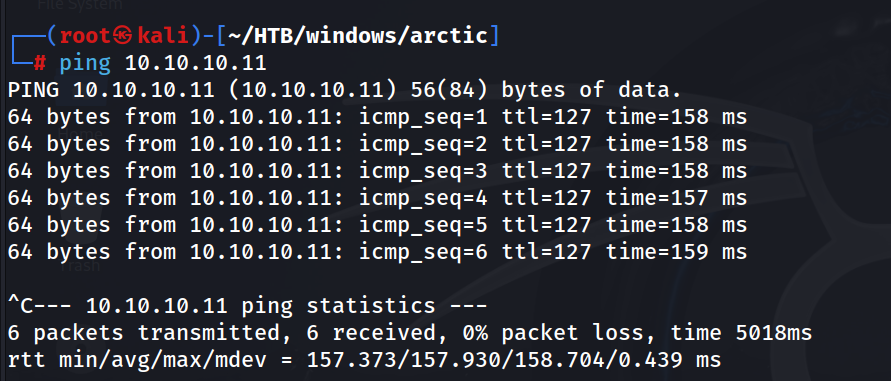 File System
┌──(root㉿kali)-[~/HTB/windows/arctic]
└─# ping 10.10.10.11
PING 10.10.10.11 (10.10.10.11) 56(84) bytes of data.
64 bytes from 10.10.10.11: icmp_seq=1 ttl=127 time=158 ms
64 bytes from 10.10.10.11: icmp_seq=2 ttl=127 time=158 ms
64 bytes from 10.10.10.11: icmp_seq=3 ttl=127 time=158 ms
64 bytes from 10.10.10.11: icmp_seq=4 ttl=127 time=157 ms
64 bytes from 10.10.10.11: icmp_seq=5 ttl=127 time=158 ms
64 bytes from 10.10.10.11: icmp_seq=6 ttl=127 time=159 ms
Trash
^C--- 10.10.10.11 ping statistics ---
6 packets transmitted, 6 received, 0% packet loss, time 5018ms
rtt min/avg/max/mdev = 157.373/157.930/158.704/0.439 ms